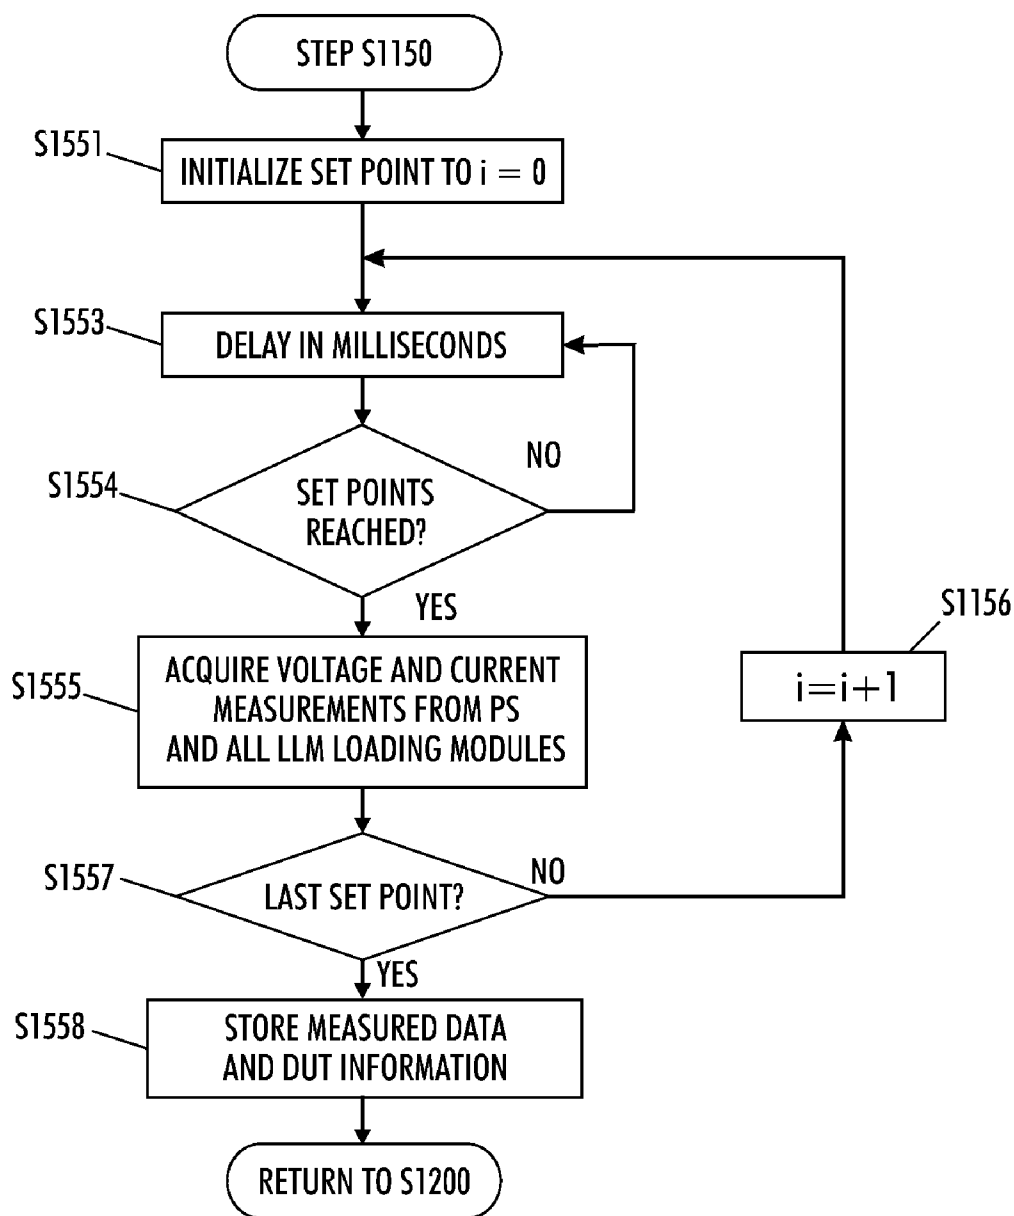 STEP S1150
S1551
INITIALIZE SET POINT TO i = 0
S1553
DELAY IN MILLISECONDS
NO
S1554
SET POINTS
REACHED?
YES
S1156
i=i+1
S1555
ACQUIRE VOLTAGE AND CURRENT
MEASUREMENTS FROM PS
AND ALL LLM LOADING MODULES
S1557
LAST SET POINT?
NO
YES
S1558
STORE MEASURED DATA
AND DUT INFORMATION
RETURN TO S1200